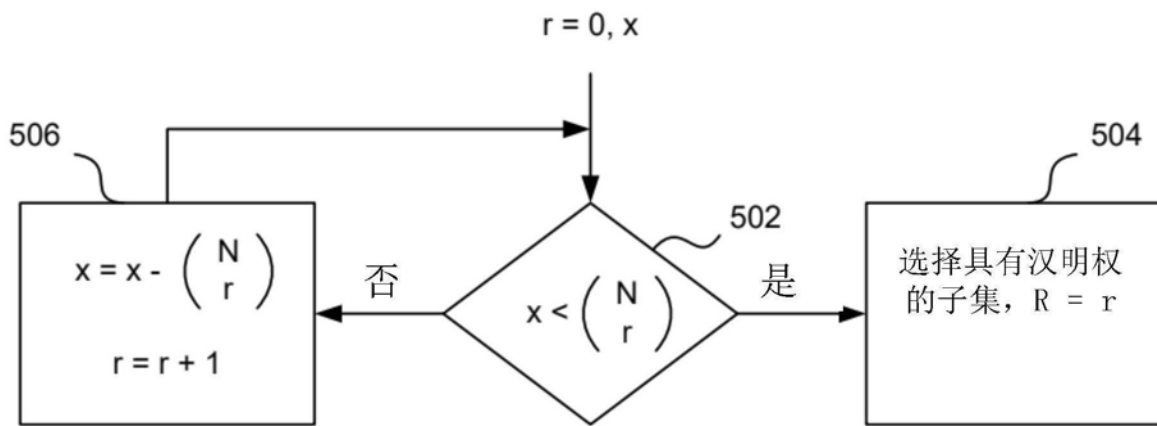 r = 0, x
506
504
502
x = x - ( N r )
r = r + 1
否
x < ( N r )
是
选择具有汉明权
的子集，R = r